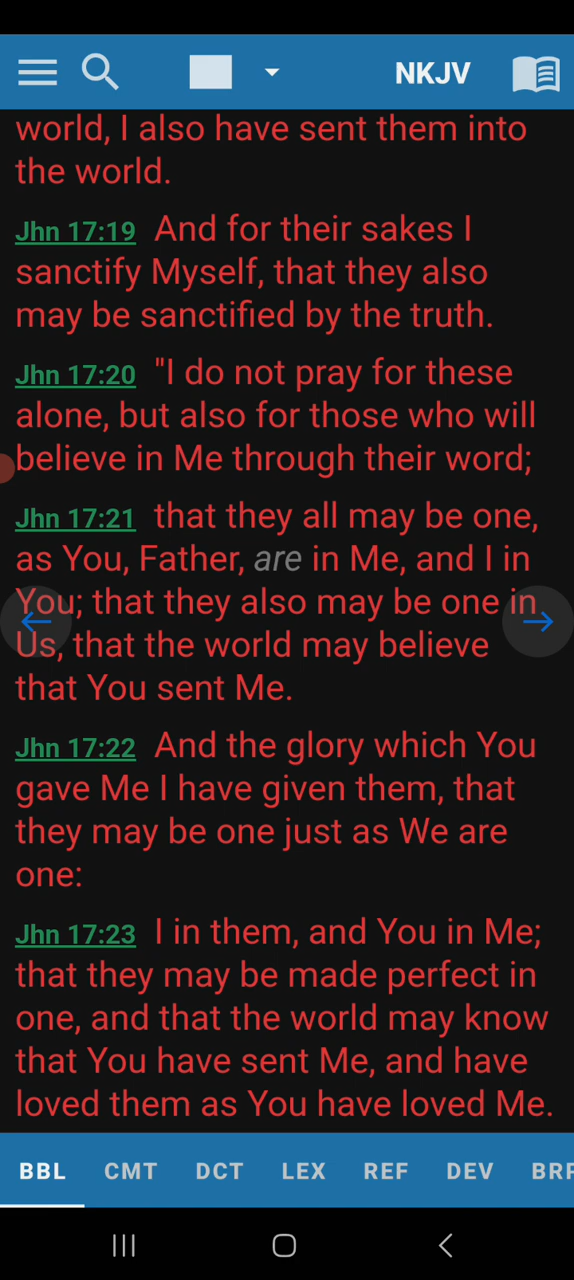 NKJV
world, I also have sent them into
the world.
Jhn 17:19 And for their sakes I
sanctify Myself, that they also
may be sanctified by the truth.
Jhn 17:20 "I do not pray for these
alone, but also for those who will
believe in Me through their word;
Jhn 17:21 that they all may be one,
as You, Father, are in Me, and I in
You; that they also may be one in
Us, that the world may believe
that You sent Me.
Jhn 17:22 And the glory which You
gave Me I have given them, that
they may be one just as We are
one:
Jhn 17:23 I in them, and You in Me;
that they may be made perfect in
one, and that the world may know
that You have sent Me, and have
loved them as You have loved Me.
BBL CMT DCT LEX REF DEV BRP